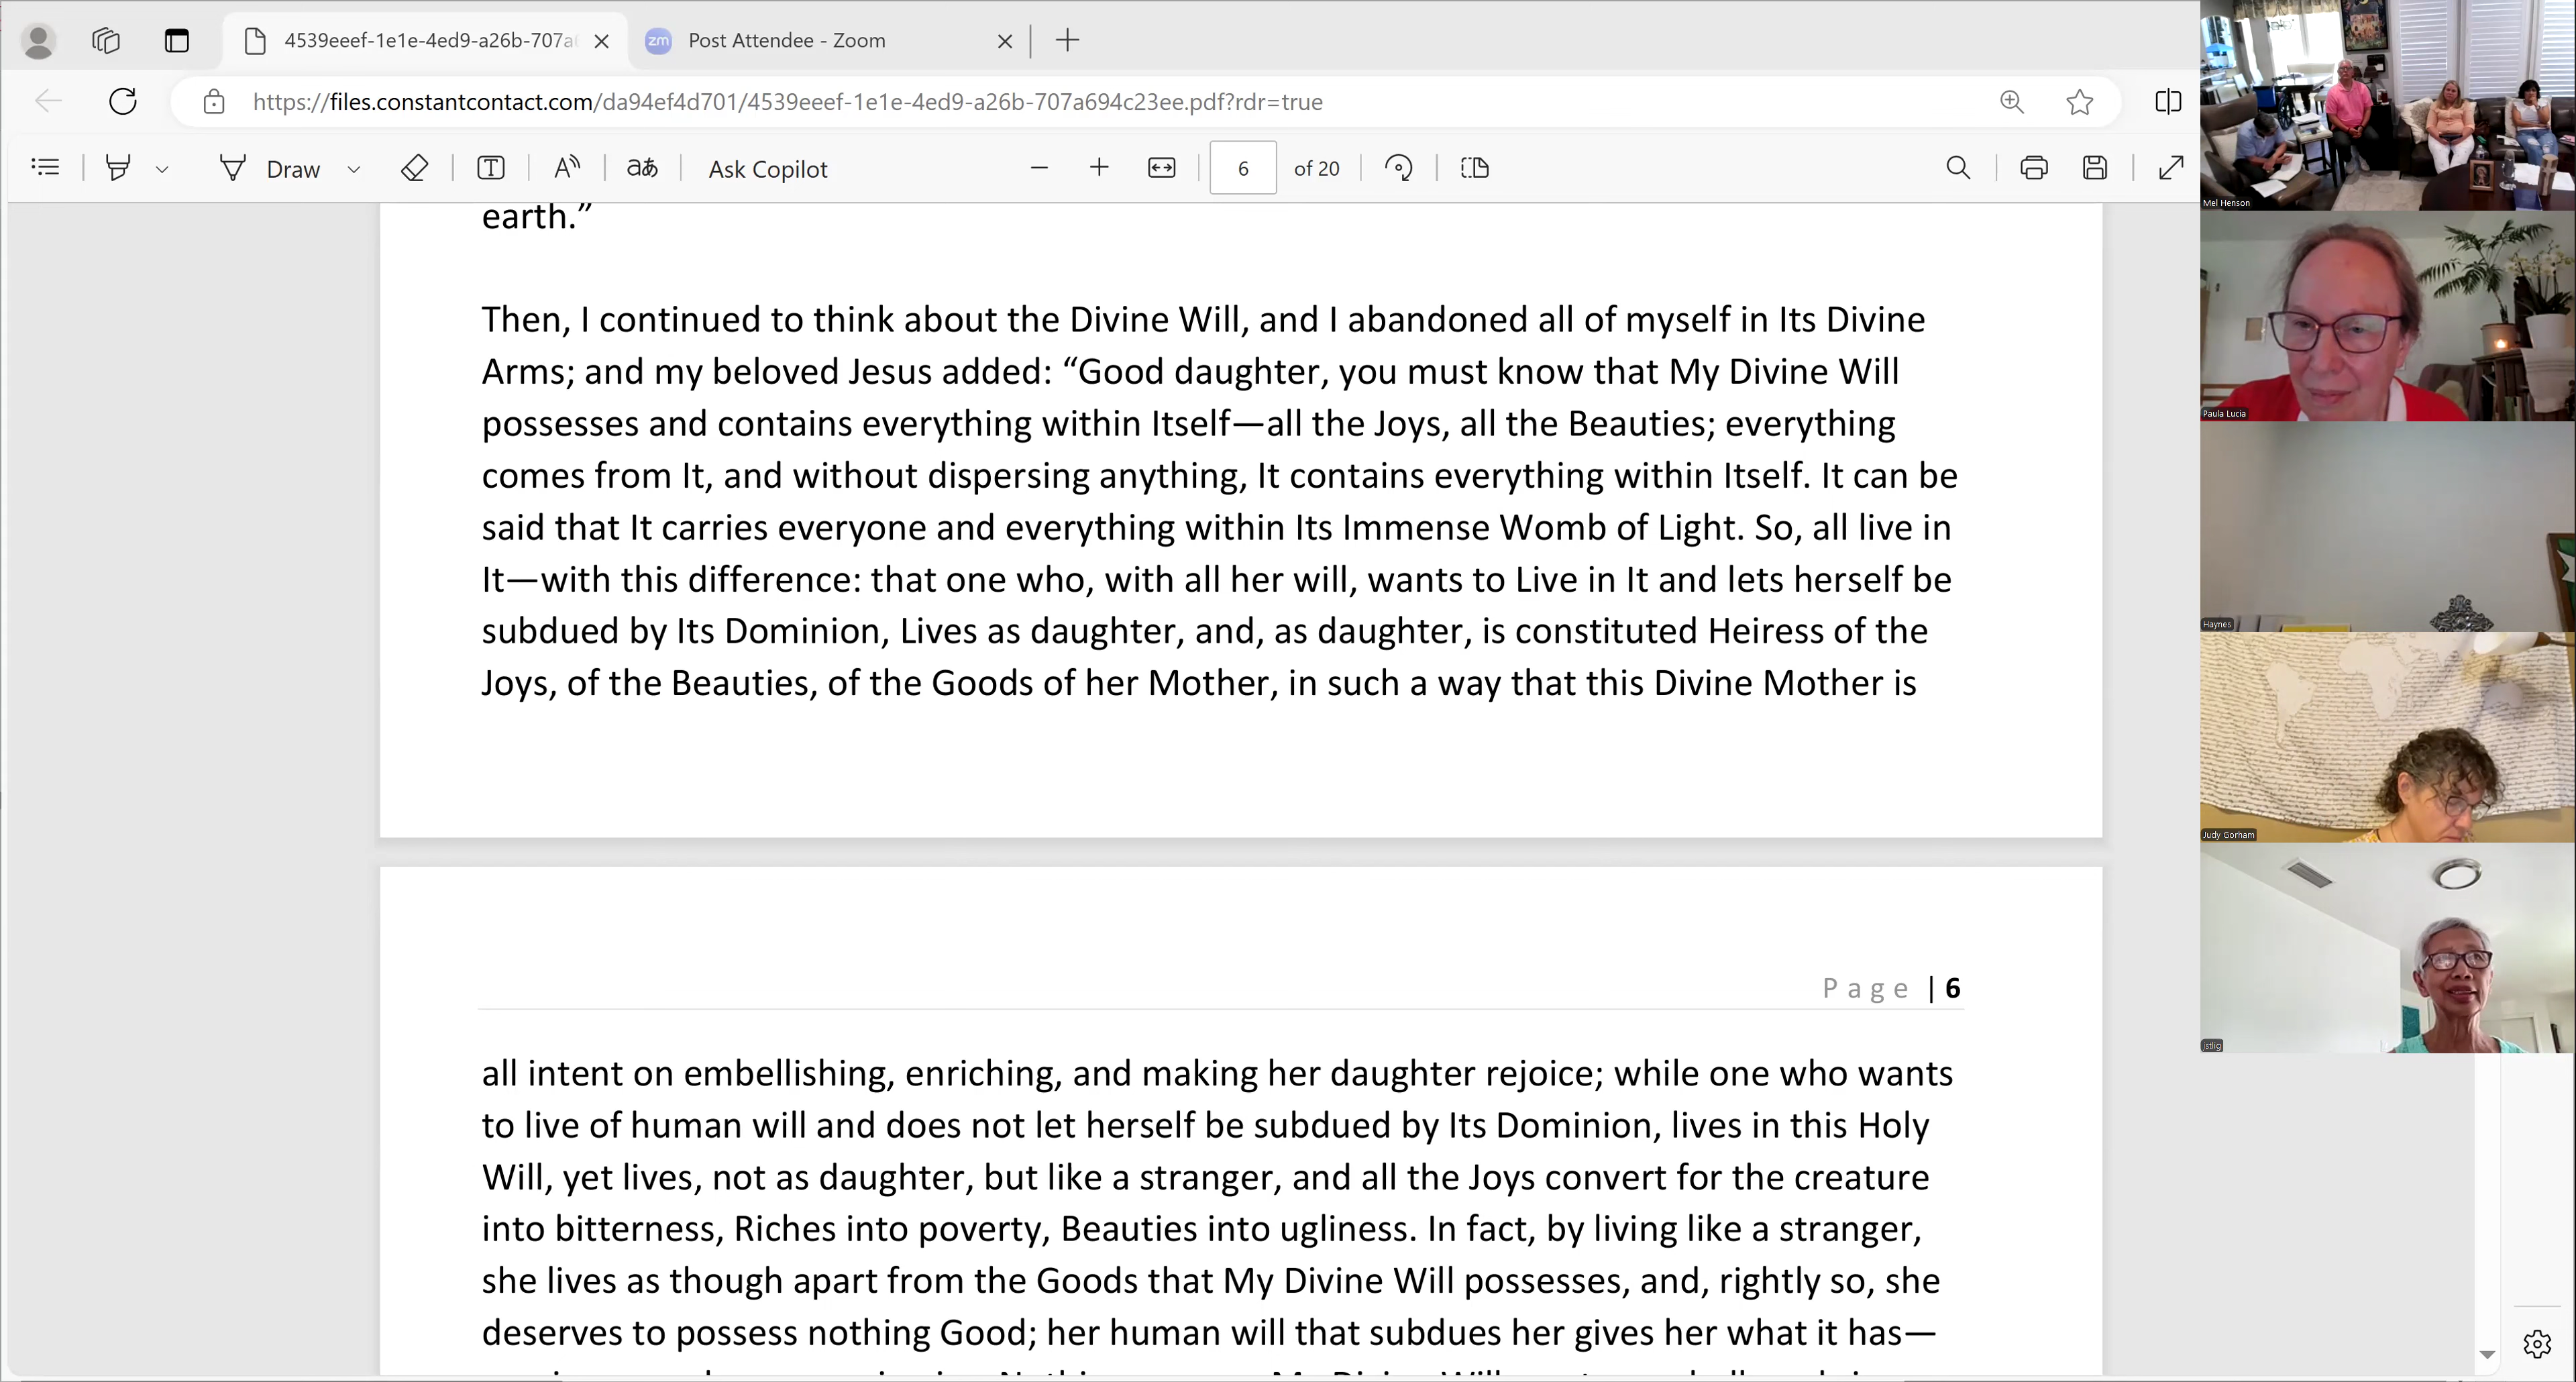 4539eeef-1e1e-4ed9-a26b-707a
zm Post Attendee - Zoom
https://files.constantcontact.com/da94ef4d701/4539eeef-1e1e-4ed9-a26b-707a694c23ee.pdf?rdr=true
Draw
Ask Copilot
6 of 20
earth.”
Then, I continued to think about the Divine Will, and I abandoned all of myself in Its Divine
Arms; and my beloved Jesus added: “Good daughter, you must know that My Divine Will
possesses and contains everything within Itself—all the Joys, all the Beauties; everything
comes from It, and without dispersing anything, It contains everything within Itself. It can be
said that It carries everyone and everything within Its Immense Womb of Light. So, all live in
It—with this difference: that one who, with all her will, wants to Live in It and lets herself be
subdued by Its Dominion, Lives as daughter, and, as daughter, is constituted Heiress of the
Joys, of the Beauties, of the Goods of her Mother, in such a way that this Divine Mother is
Page | 6
all intent on embellishing, enriching, and making her daughter rejoice; while one who wants
to live of human will and does not let herself be subdued by Its Dominion, lives in this Holy
Will, yet lives, not as daughter, but like a stranger, and all the Joys convert for the creature
into bitterness, Riches into poverty, Beauties into ugliness. In fact, by living like a stranger,
she lives as though apart from the Goods that My Divine Will possesses, and, rightly so, she
deserves to possess nothing Good; her human will that subdues her gives her what it has—
Mel Henson
Paula Lucia
Haynes
Judy Gorham
jstlig